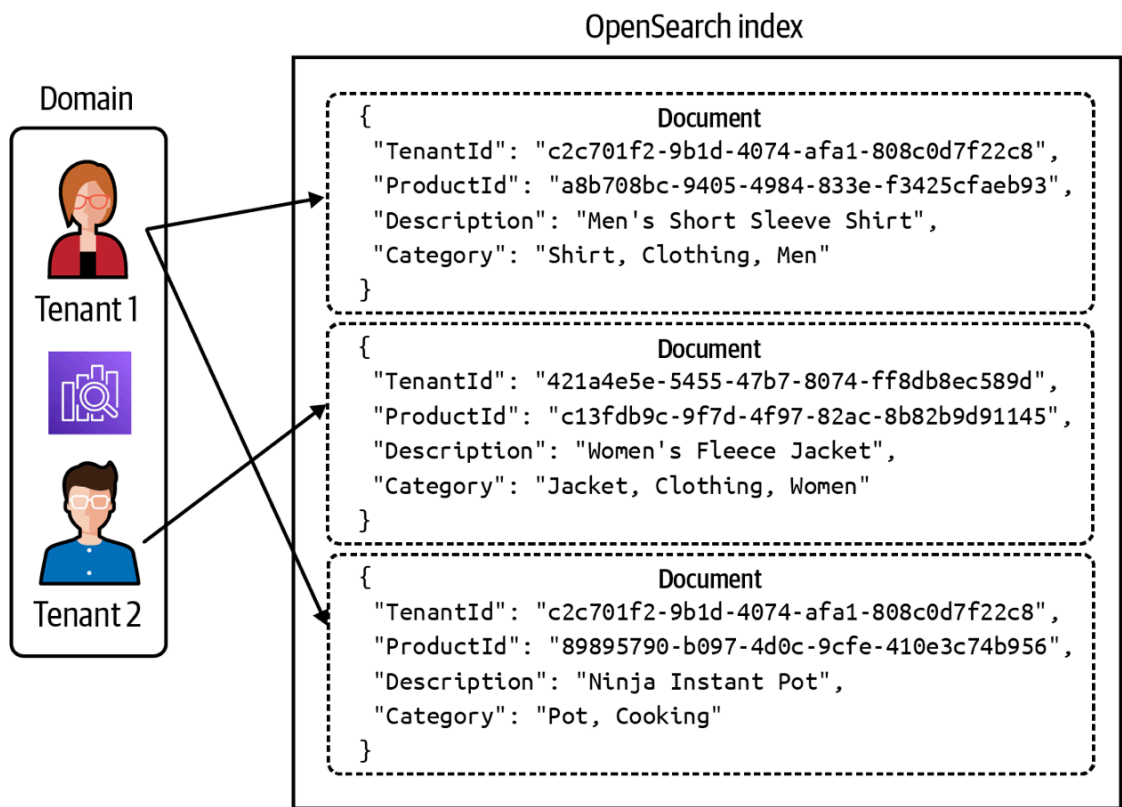 OpenSearch index
Domain
Tenant 1
Tenant 2
{
Document
"TenantId": "c2c701f2-9b1d-4074-afa1-808c0d7f22c8",
"ProductId": "a8b708bc-9405-4984-833e-f3425cfaeb93",
"Description": "Men's Short Sleeve Shirt",
"Category": "Shirt, Clothing, Men"
}
{
Document
"TenantId": "421a4e5e-5455-47b7-8074-ff8db8ec589d",
"ProductId": "c13fdb9c-9f7d-4f97-82ac-8b82b9d91145",
"Description": "Women's Fleece Jacket",
"Category": "Jacket, Clothing, Women"
}
{
Document
"TenantId": "c2c701f2-9b1d-4074-afa1-808c0d7f22c8",
"ProductId": "89895790-b097-4d0c-9cfe-410e3c74b956",
"Description": "Ninja Instant Pot",
"Category": "Pot, Cooking"
}